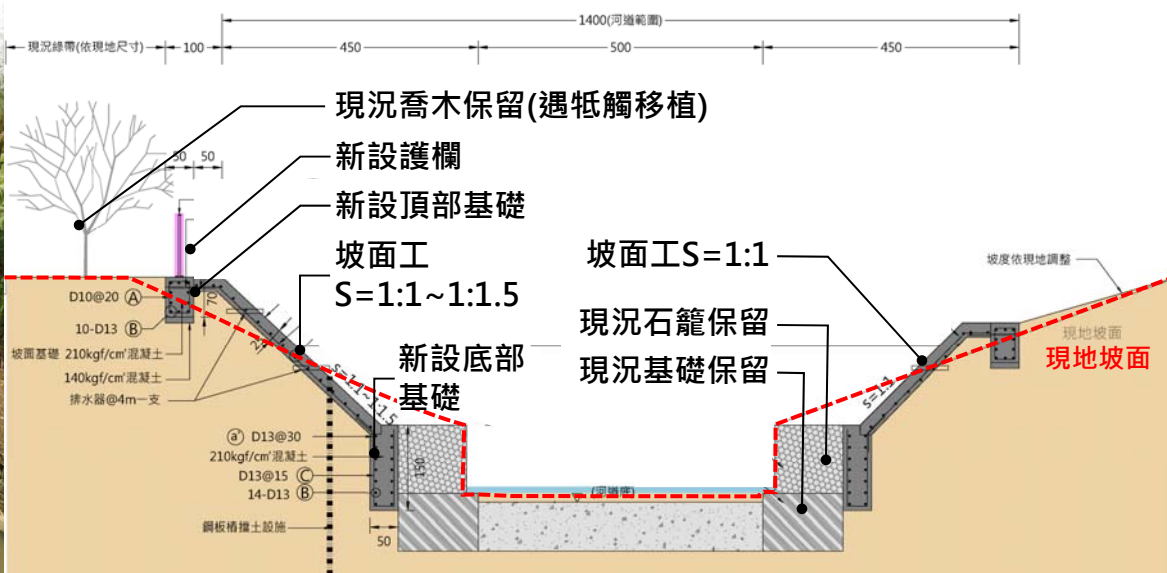 1400(河道範圍)
現況綠帶(依現地尺寸)
100
450
500
450
現況喬木保留(遇牴觸移植)
50
50
新設護欄
新設頂部基礎
坡面工
S=1:1~1:1.5
坡面工S=1:1
坡度依現地調整
D10@20 Ⓐ
70
10-D13 Ⓑ
現況石籠保留
現地坡面
現地坡面
坡面基礎 210kgf/cm²混凝土
新設底部
基礎
現況基礎保留
140kgf/cm²混凝土
排水器@4m一支
S=1:1~1:1.5
S=1:1
ⓐ' D13@30
210kgf/cm²混凝土
150
D13@15 Ⓒ
14-D13 Ⓑ
(河道底)
鋼板樁擋土設施
50